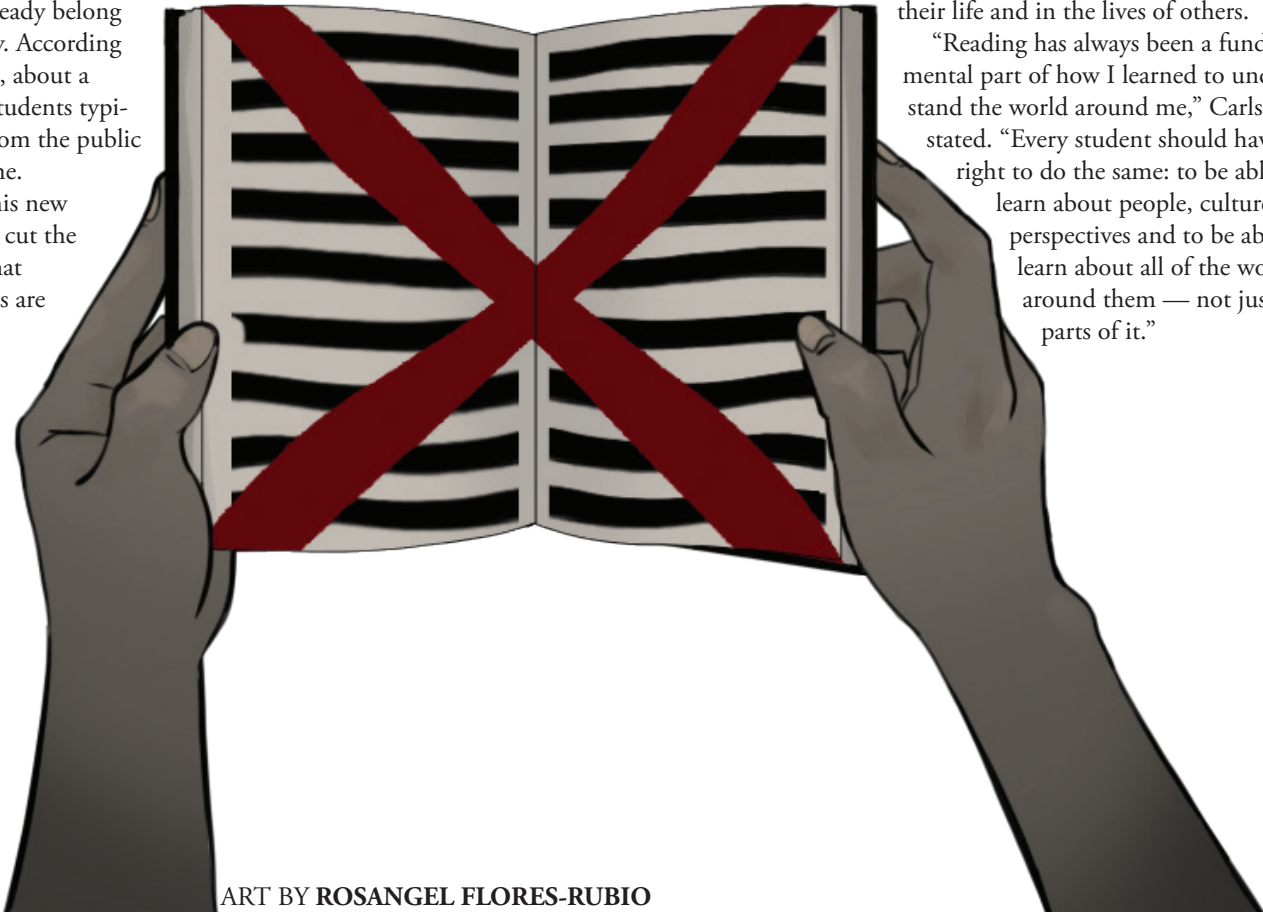 eady belong
. According
, about a
tudents typi-
om the public
ne.
his new
cut the
hat
s are
their life and in the lives of others.
“Reading has always been a fund
mental part of how I learned to und
stand the world around me,” Carls
stated. “Every student should hav
right to do the same: to be abl
learn about people, culture
perspectives and to be ab
learn about all of the wo
around them — not jus
parts of it.”
ART BY ROSANGEL FLORES-RUBIO